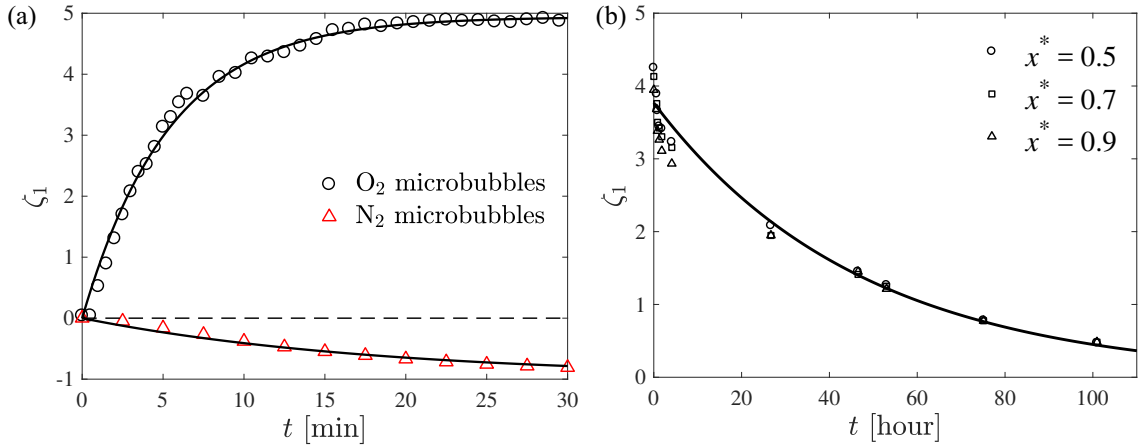 (a)
5
4
3
2
1
0
-1
ζ₁
O₂ microbubbles
N₂ microbubbles
0 5 10 15 20 25 30
t [min]
(b)
5
4
3
2
1
0
ζ₁
x* = 0.5
x* = 0.7
x* = 0.9
0 20 40 60 80 100
t [hour]